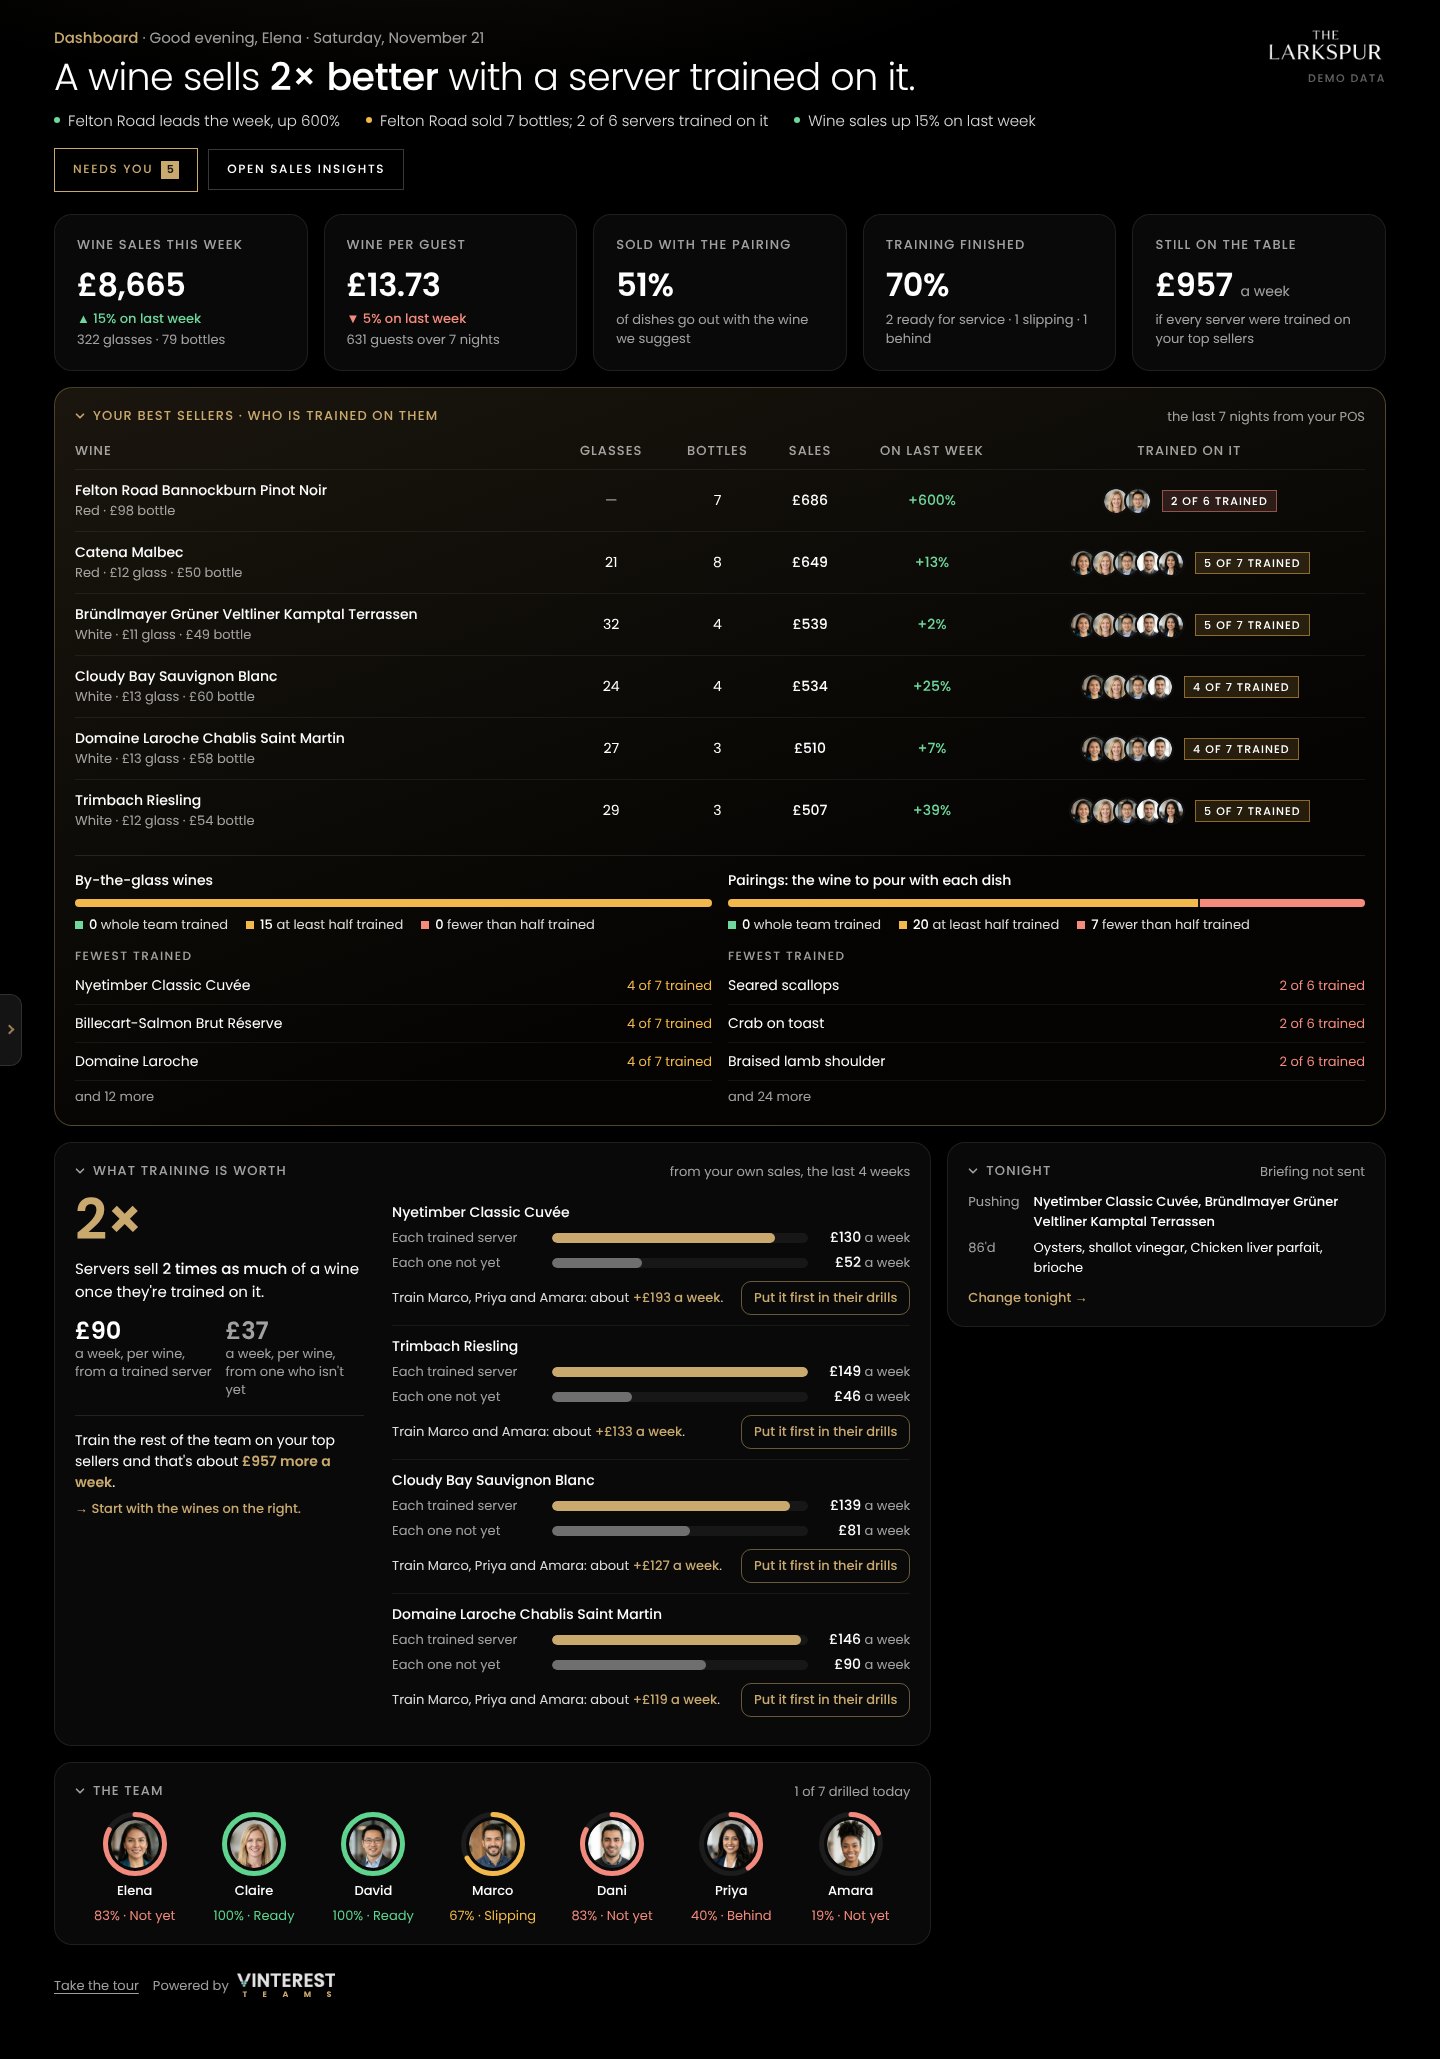 Dashboard · Good evening, Elena · Saturday, November 21
THE
LARKSPUR
DEMO DATA
A wine sells 2× better with a server trained on it.
Felton Road leads the week, up 600%
Felton Road sold 7 bottles; 2 of 6 servers trained on it
Wine sales up 15% on last week
NEEDS YOU 5
OPEN SALES INSIGHTS
WINE SALES THIS WEEK
£8,665
▲ 15% on last week
322 glasses · 79 bottles
WINE PER GUEST
£13.73
▼ 5% on last week
631 guests over 7 nights
SOLD WITH THE PAIRING
51%
of dishes go out with the wine
we suggest
TRAINING FINISHED
70%
2 ready for service · 1 slipping · 1
behind
STILL ON THE TABLE
£957 a week
if every server were trained on
your top sellers
YOUR BEST SELLERS · WHO IS TRAINED ON THEM
the last 7 nights from your POS
WINE GLASSES BOTTLES SALES ON LAST WEEK TRAINED ON IT
Felton Road Bannockburn Pinot Noir
Red · £98 bottle
— 7 £686 +600% 2 OF 6 TRAINED
Catena Malbec
Red · £12 glass · £50 bottle
21 8 £649 +13% 5 OF 7 TRAINED
Bründlmayer Grüner Veltliner Kamptal Terrassen
White · £11 glass · £49 bottle
32 4 £539 +2% 5 OF 7 TRAINED
Cloudy Bay Sauvignon Blanc
White · £13 glass · £60 bottle
24 4 £534 +25% 4 OF 7 TRAINED
Domaine Laroche Chablis Saint Martin
White · £13 glass · £58 bottle
27 3 £510 +7% 4 OF 7 TRAINED
Trimbach Riesling
White · £12 glass · £54 bottle
29 3 £507 +39% 5 OF 7 TRAINED
By-the-glass wines
0 whole team trained 15 at least half trained 0 fewer than half trained
FEWEST TRAINED
Nyetimber Classic Cuvée 4 of 7 trained
Billecart-Salmon Brut Réserve 4 of 7 trained
Domaine Laroche 4 of 7 trained
and 12 more
Pairings: the wine to pour with each dish
0 whole team trained 20 at least half trained 7 fewer than half trained
FEWEST TRAINED
Seared scallops 2 of 6 trained
Crab on toast 2 of 6 trained
Braised lamb shoulder 2 of 6 trained
and 24 more
WHAT TRAINING IS WORTH
from your own sales, the last 4 weeks
2×
Servers sell 2 times as much of a wine
once they're trained on it.
£90
a week, per wine,
from a trained server
£37
a week, per wine,
from one who isn't
yet
Train the rest of the team on your top
sellers and that's about £957 more a
week.
→ Start with the wines on the right.
Nyetimber Classic Cuvée
Each trained server £130 a week
Each one not yet £52 a week
Train Marco, Priya and Amara: about +£193 a week. Put it first in their drills
Trimbach Riesling
Each trained server £149 a week
Each one not yet £46 a week
Train Marco and Amara: about +£133 a week. Put it first in their drills
Cloudy Bay Sauvignon Blanc
Each trained server £139 a week
Each one not yet £81 a week
Train Marco, Priya and Amara: about +£127 a week. Put it first in their drills
Domaine Laroche Chablis Saint Martin
Each trained server £146 a week
Each one not yet £90 a week
Train Marco, Priya and Amara: about +£119 a week. Put it first in their drills
TONIGHT
Briefing not sent
Pushing Nyetimber Classic Cuvée, Bründlmayer Grüner
Veltliner Kamptal Terrassen
86'd Oysters, shallot vinegar, Chicken liver parfait,
brioche
Change tonight →
THE TEAM
1 of 7 drilled today
Elena
83% · Not yet
Claire
100% · Ready
David
100% · Ready
Marco
67% · Slipping
Dani
83% · Not yet
Priya
40% · Behind
Amara
19% · Not yet
Take the tour Powered by VINTEREST
TEAMS